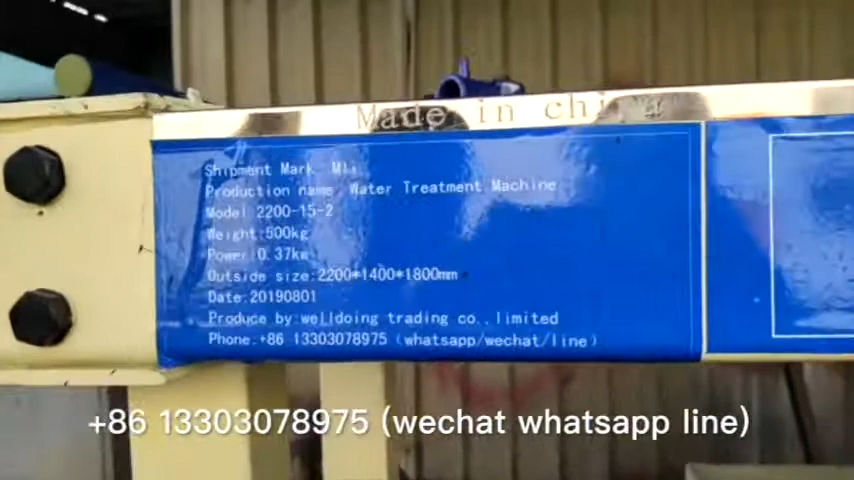 Made in china
Shipment Mark: Mli
Production name: Water Treatment Machine
Model:2200-15-2
Weight:500kg
Power:0.37kw
Outside size:2200*1400*1800mm
Date:20190801
Produce by:welldoing trading co.,limited
Phone:+86 13303078975 (whatsapp/wechat/line)
+86 13303078975 (wechat whatsapp line)